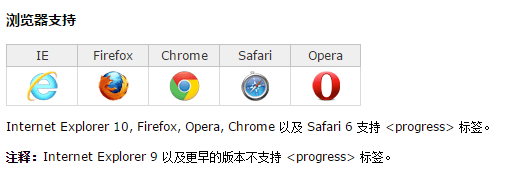 浏览器支持
IE Firefox Chrome Safari Opera
Internet Explorer 10, Firefox, Opera, Chrome 以及 Safari 6 支持 <progress> 标签。
注释：Internet Explorer 9 以及更早的版本不支持 <progress> 标签。